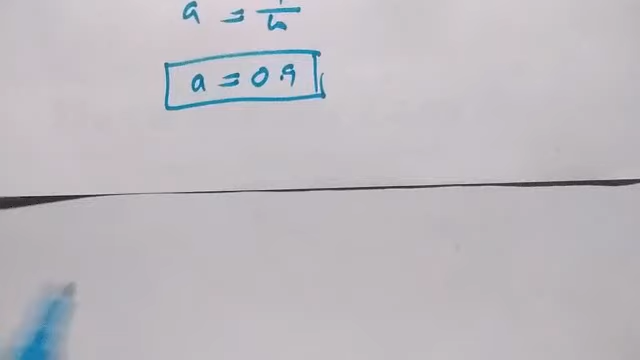 a =
a = 0.9